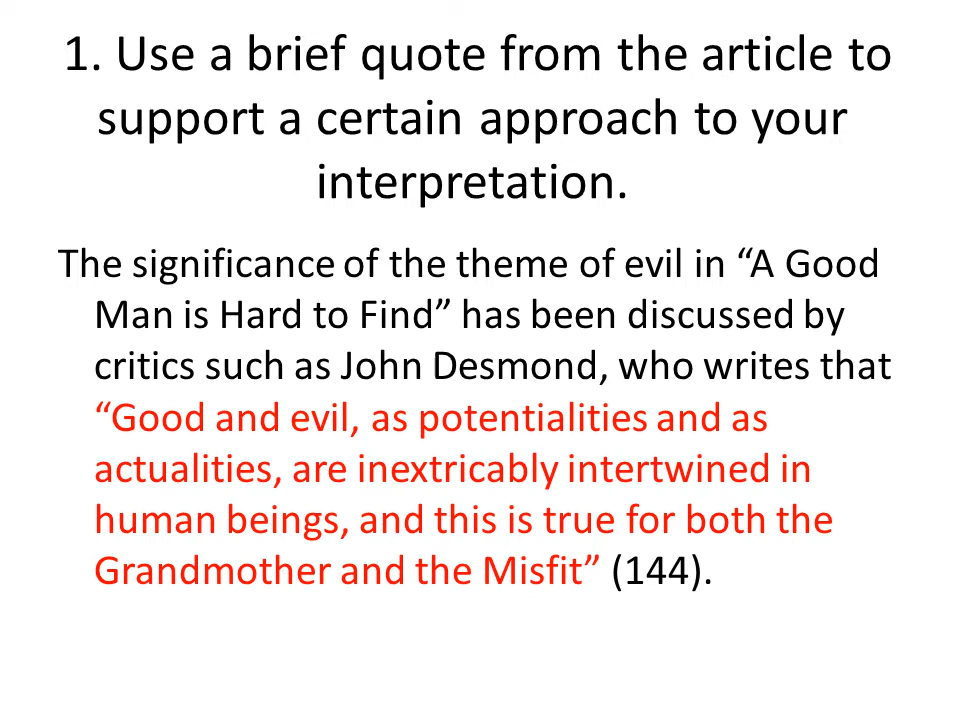 1. Use a brief quote from the article to
support a certain approach to your
interpretation.
The significance of the theme of evil in “A Good
Man is Hard to Find” has been discussed by
critics such as John Desmond, who writes that
“Good and evil, as potentialities and as
actualities, are inextricably intertwined in
human beings, and this is true for both the
Grandmother and the Misfit” (144).